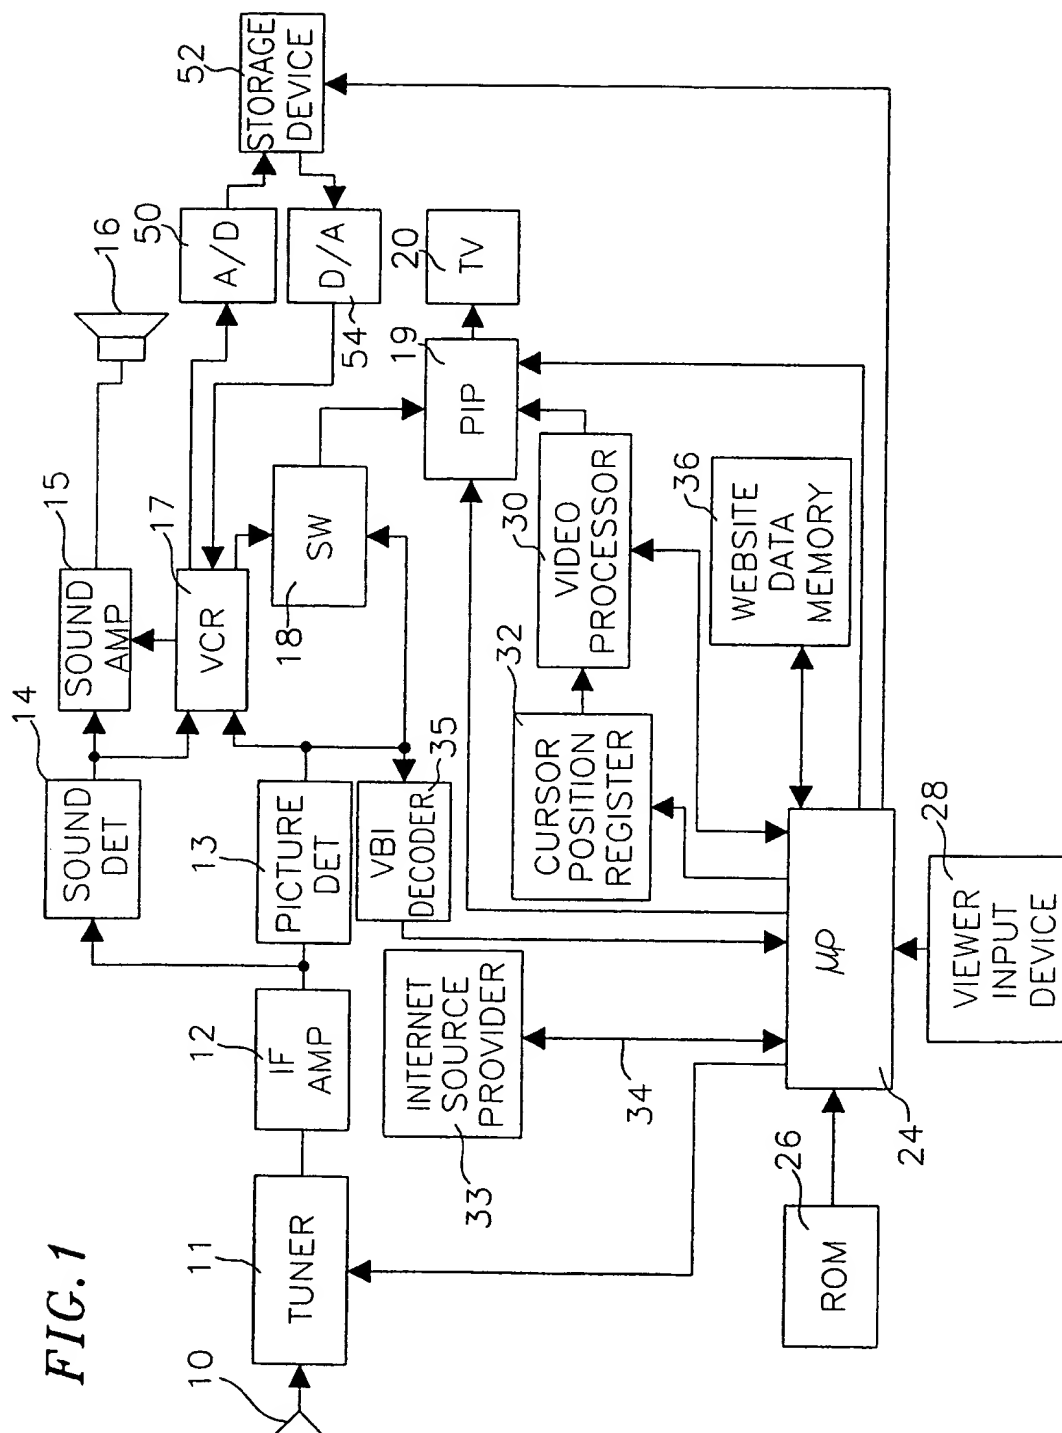 FIG.1
10
11
TUNER
12
IF
AMP
13
PICTURE
DET
14
SOUND
DET
15
SOUND
AMP
16
17
VCR
18
SW
50
A/D
52
STORAGE
DEVICE
D/A
54
19
PIP
20
TV
35
VBI
DECODER
30
VIDEO
PROCESSOR
32
CURSOR
POSITION
REGISTER
33
INTERNET
SOURCE
PROVIDER
34
36
WEBSITE
DATA
MEMORY
26
ROM
24
μP
28
VIEWER
INPUT
DEVICE